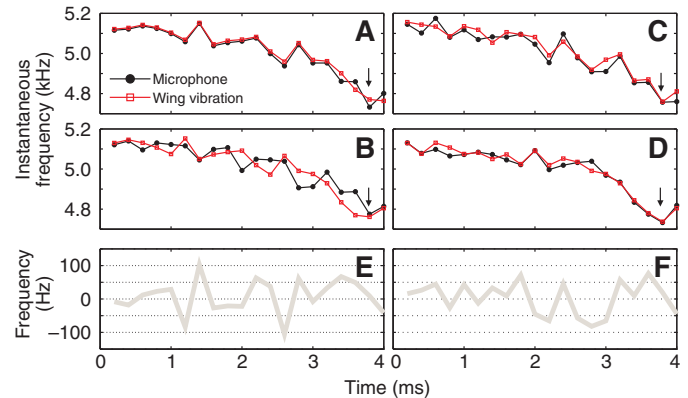 5.2
5.0
4.8
A
C
Microphone
Wing vibration
Instantaneous
frequency (kHz)
5.2
5.0
4.8
B
D
Frequency
(Hz)
100
0
−100
E
F
0 1 2 3 4 0 1 2 3 4
Time (ms)